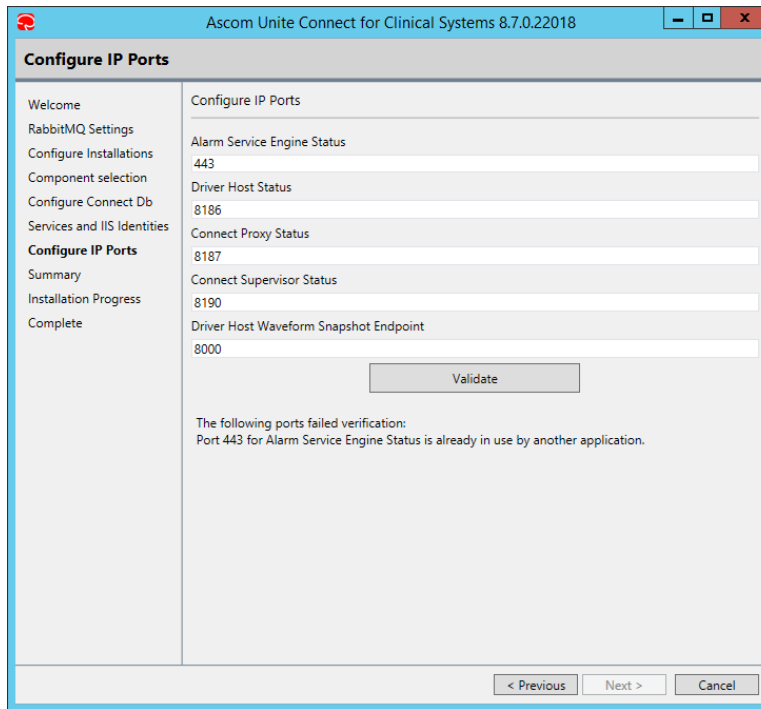 Ascom Unite Connect for Clinical Systems 8.7.0.22018
Configure IP Ports
Welcome
RabbitMQ Settings
Configure Installations
Component selection
Configure Connect Db
Services and IIS Identities
Configure IP Ports
Summary
Installation Progress
Complete
Configure IP Ports
Alarm Service Engine Status
443
Driver Host Status
8186
Connect Proxy Status
8187
Connect Supervisor Status
8190
Driver Host Waveform Snapshot Endpoint
8000
Validate
The following ports failed verification:
Port 443 for Alarm Service Engine Status is already in use by another application.
< Previous Next > Cancel